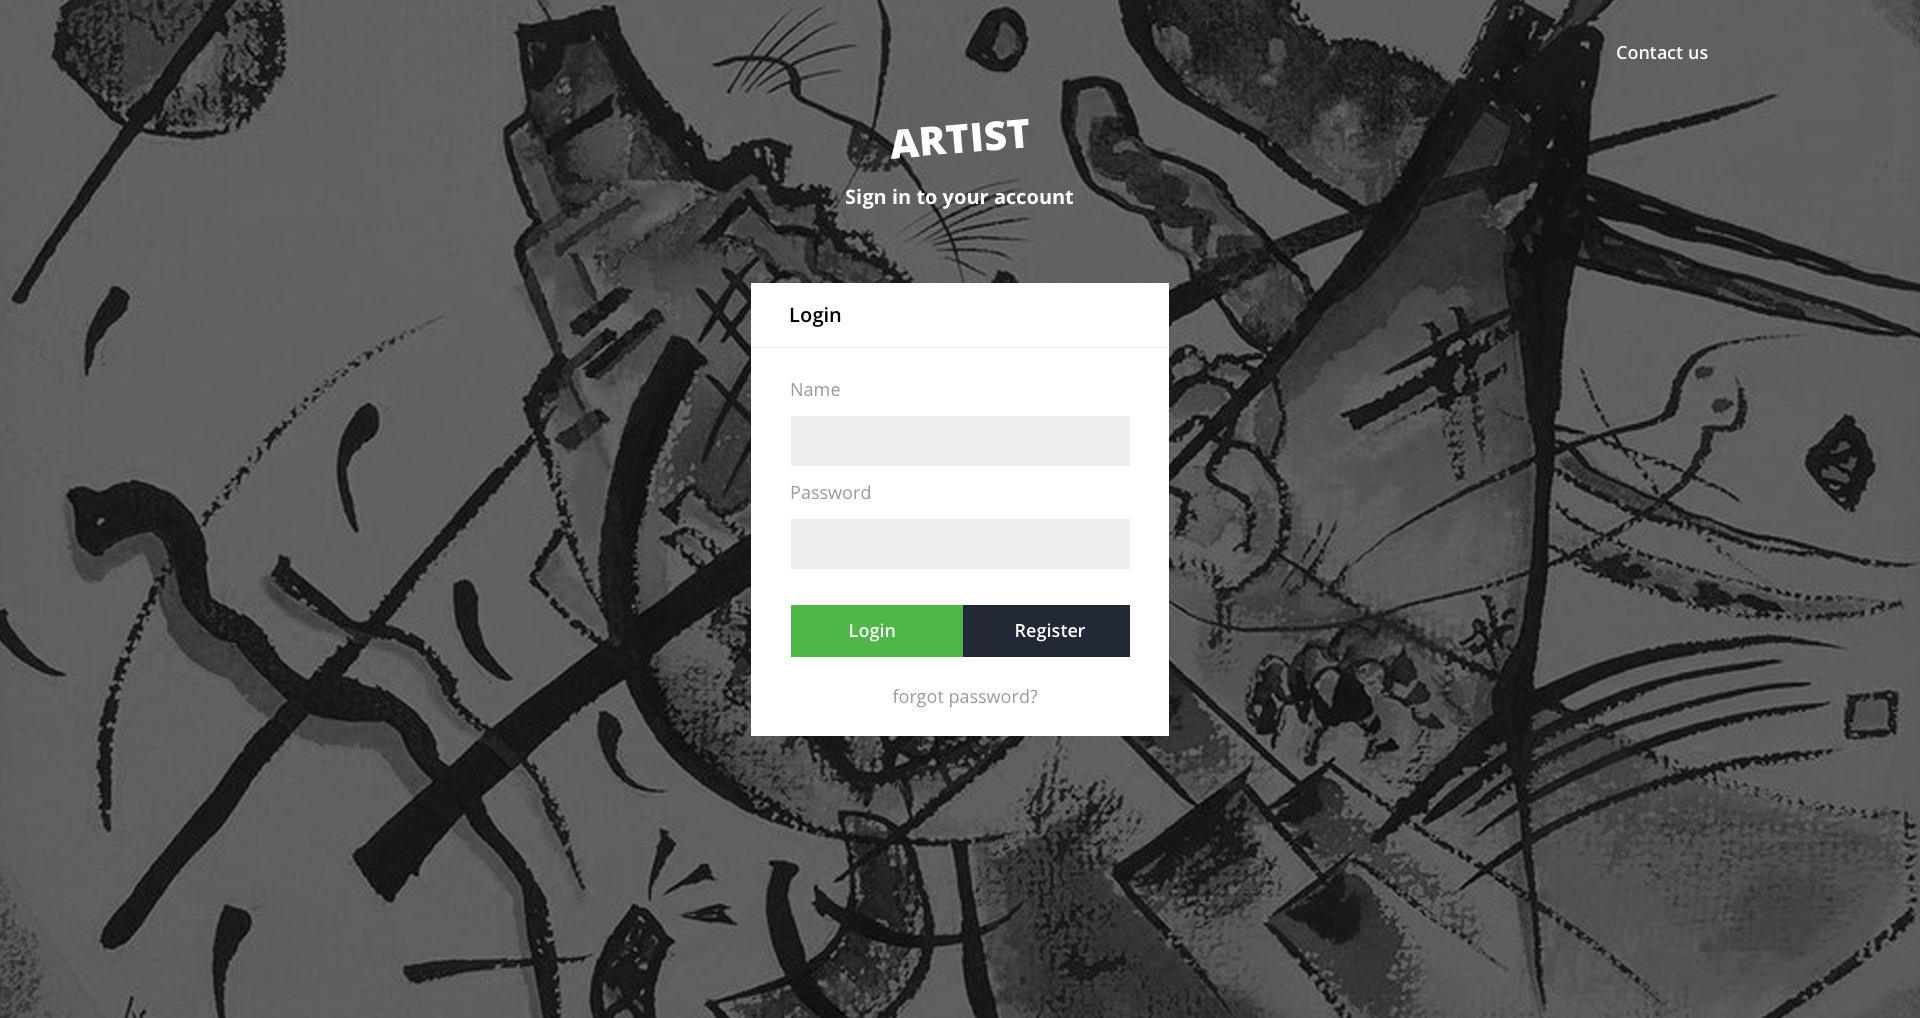 Contact us
ARTIST
Sign in to your account
Login
Name
Password
Login Register
forgot password?